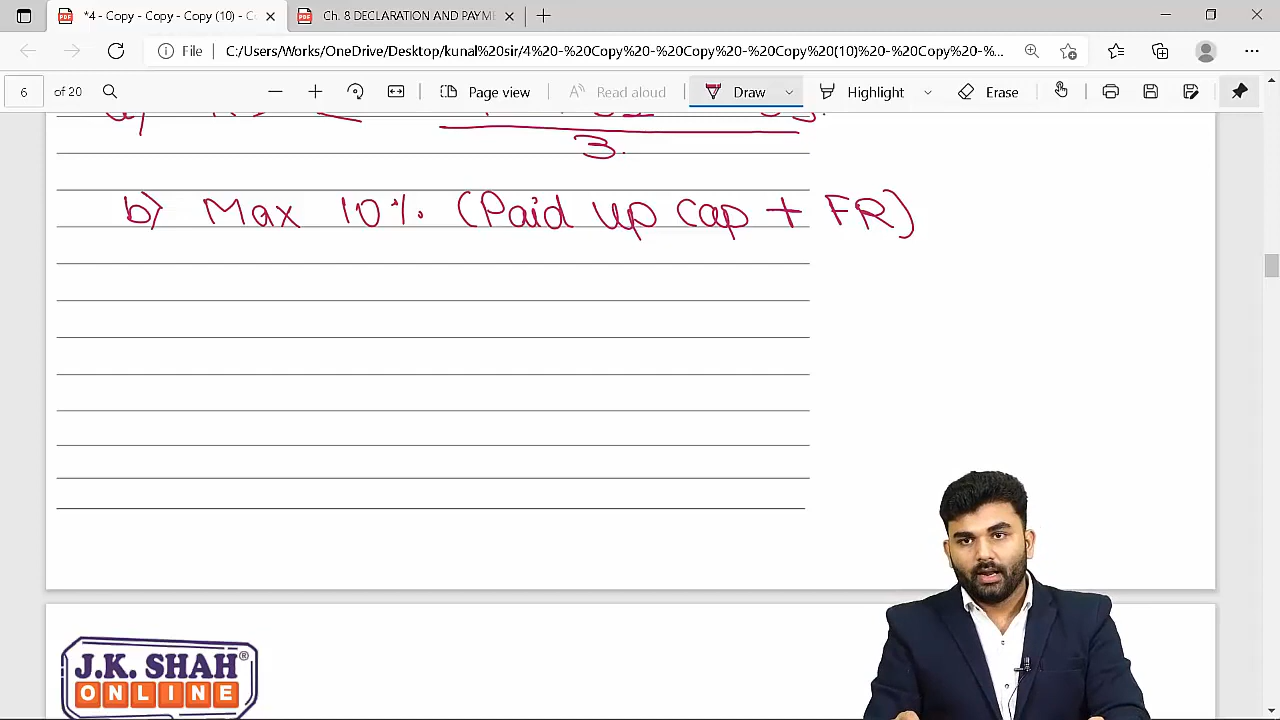 *4 - Copy - Copy - Copy (10) - C
Ch. 8 DECLARATION AND PAYM
File
C:/Users/Works/OneDrive/Desktop/kunal%20sir/4%20-%20Copy%20-%20Copy%20-%20Copy%20(10)%20-%20Copy%20-%...
6 of 20
Page view
Read aloud
Draw
Highlight
Erase
3.
b) Max 10% (Paid up cap + FR)
J.K. SHAH®
ONLINE